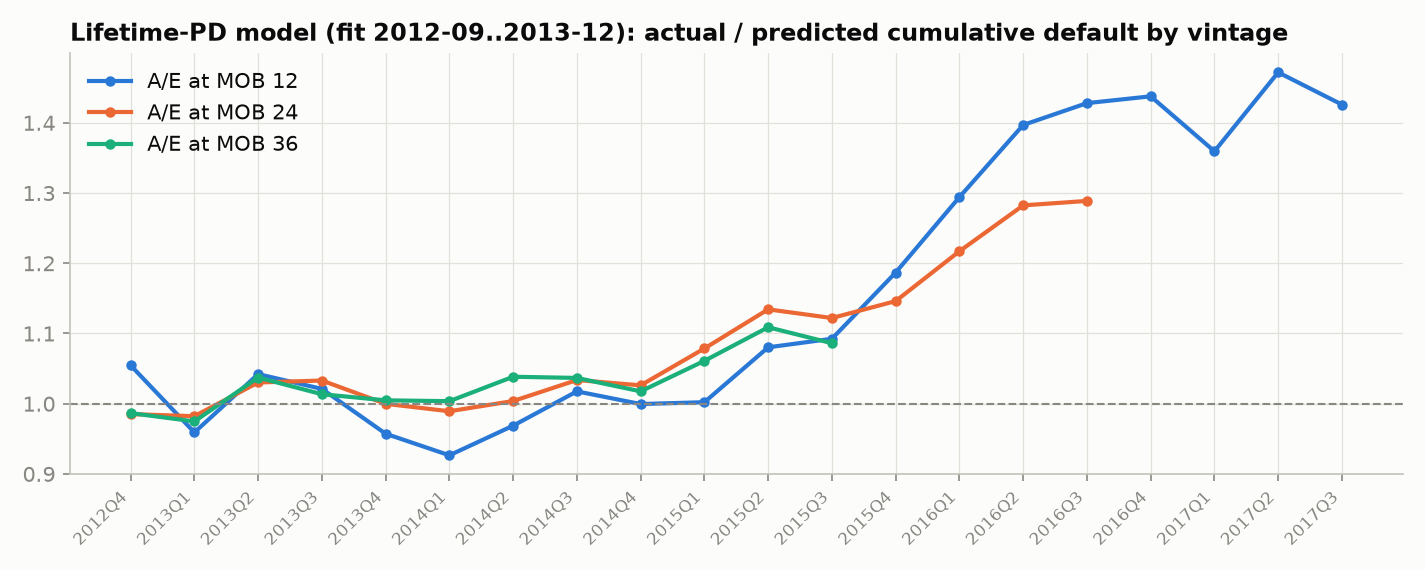 Lifetime-PD model (fit 2012-09..2013-12): actual / predicted cumulative default by vintage
A/E at MOB 12
A/E at MOB 24
A/E at MOB 36
1.4
1.3
1.2
1.1
1.0
0.9
2012Q4
2013Q1
2013Q2
2013Q3
2013Q4
2014Q1
2014Q2
2014Q3
2014Q4
2015Q1
2015Q2
2015Q3
2015Q4
2016Q1
2016Q2
2016Q3
2016Q4
2017Q1
2017Q2
2017Q3